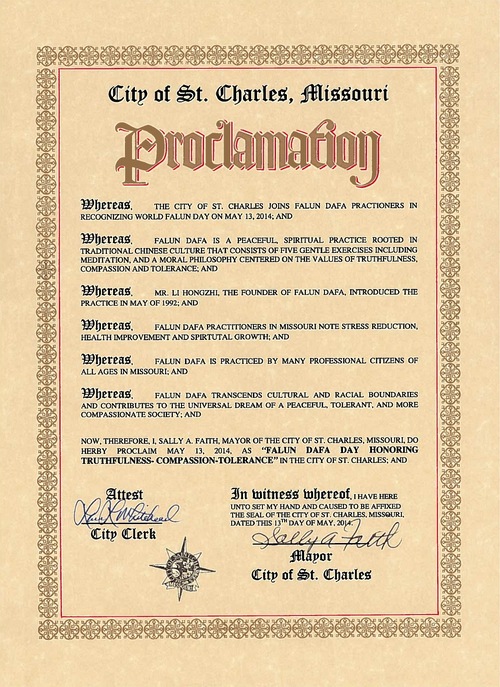 City of St. Charles, Missouri
Proclamation
Whereas, THE CITY OF ST. CHARLES JOINS FALUN DAFA PRACTIONERS IN
RECOGNIZING WORLD FALUN DAY ON MAY 13, 2014; AND
Whereas, FALUN DAFA IS A PEACEFUL, SPIRITUAL PRACTICE ROOTED IN
TRADITIONAL CHINESE CULTURE THAT CONSISTS OF FIVE GENTLE EXERCISES INCLUDING
MEDITATION, AND A MORAL PHILOSOPHY CENTERED ON THE VALUES OF TRUTHFULNESS,
COMPASSION AND TOLERANCE; AND
Whereas, MR. LI HONGZHI, THE FOUNDER OF FALUN DAFA, INTRODUCED THE
PRACTICE IN MAY OF 1992; AND
Whereas, FALUN DAFA PRACTITIONERS IN MISSOURI NOTE STRESS REDUCTION,
HEALTH IMPROVEMENT AND SPIRTUTAL GROWTH; AND
Whereas, FALUN DAFA IS PRACTICED BY MANY PROFESSIONAL CITIZENS OF
ALL AGES IN MISSOURI; AND
Whereas, FALUN DAFA TRANSCENDS CULTURAL AND RACIAL BOUNDARIES
AND CONTRIBUTES TO THE UNIVERSAL DREAM OF A PEACEFUL, TOLERANT, AND MORE
COMPASSIONATE SOCIETY; AND
NOW, THEREFORE, I, SALLY A. FAITH, MAYOR OF THE CITY OF ST. CHARLES, MISSOURI, DO
HERBY PROCLAIM MAY 13, 2014, AS "FALUN DAFA DAY HONORING
TRUTHFULNESS- COMPASSION-TOLERANCE" IN THE CITY OF ST. CHARLES; AND
Attest
City Clerk
In witness whereof, I HAVE HERE
UNTO SET MY HAND AND CAUSED TO BE AFFIXED
THE SEAL OF THE CITY OF ST. CHARLES, MISSOURI,
DATED THIS 13TH DAY OF MAY, 2014.
Sally A Faith
Mayor
City of St. Charles